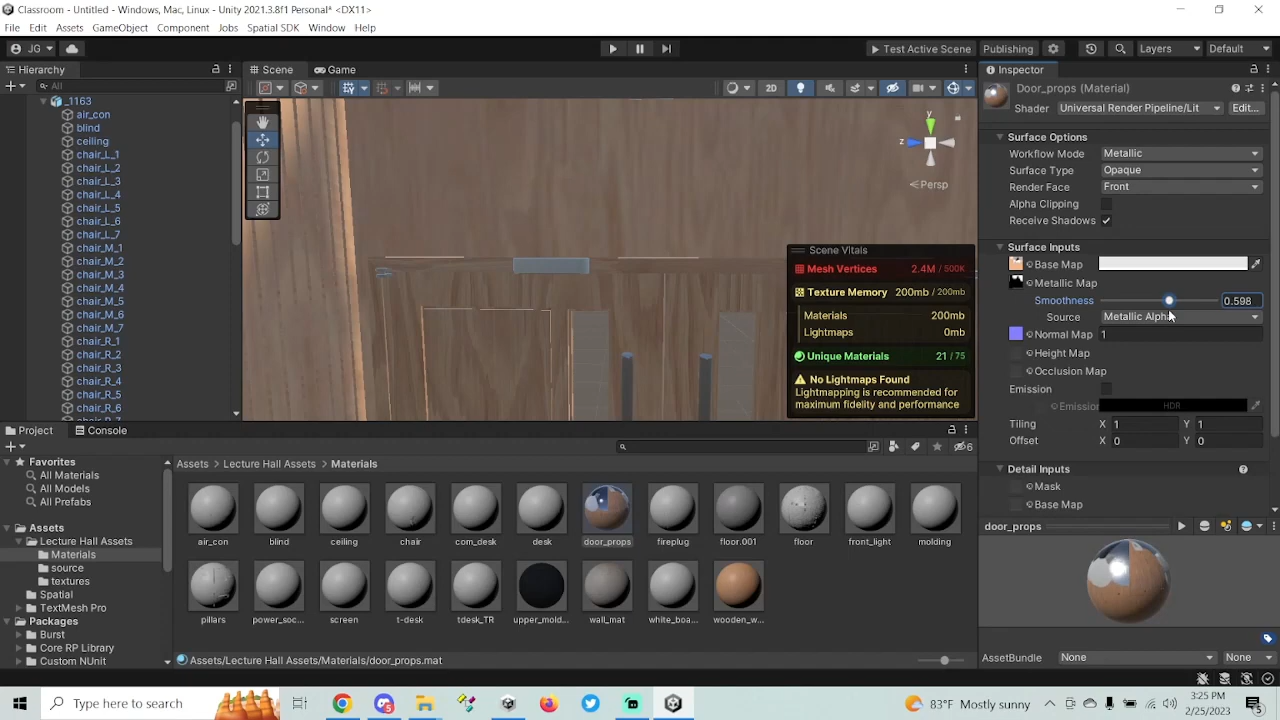 Classroom - Untitled - Windows, Mac, Linux - Unity 2021.3.8f1 Personal* <DX11>
File Edit Assets GameObject Component Jobs Spatial SDK Window Help
JG Test Active Scene Publishing Layers Default
Hierarchy
All
_1163
air_con
blind
ceiling
chair_L_1
chair_L_2
chair_L_3
chair_L_4
chair_L_5
chair_L_6
chair_L_7
chair_M_1
chair_M_2
chair_M_3
chair_M_4
chair_M_5
chair_M_6
chair_M_7
chair_R_1
chair_R_2
chair_R_3
chair_R_4
chair_R_5
chair_R_6
Scene Game
2D
y
z
Persp
Scene Vitals
Mesh Vertices 2.4M / 500K
Texture Memory 200mb / 200mb
Materials 200mb
Lightmaps 0mb
Unique Materials 21 / 75
No Lightmaps Found
Lightmapping is recommended for
maximum fidelity and performance
Inspector
Door_props (Material)
Shader Universal Render Pipeline/Lit Edit...
Surface Options
Workflow Mode Metallic
Surface Type Opaque
Render Face Front
Alpha Clipping
Receive Shadows
Surface Inputs
Base Map
Metallic Map
Smoothness 0.598
Source Metallic Alpha
Normal Map 1
Height Map
Occlusion Map
Emission
Emission HDR
Tiling X 1 Y 1
Offset X 0 Y 0
Detail Inputs
Mask
Base Map
door_props
AssetBundle None None
Project Console
6
Favorites
All Materials
All Models
All Prefabs
Assets
Lecture Hall Assets
Materials
source
textures
Spatial
TextMesh Pro
Packages
Burst
Core RP Library
Custom NUnit
Assets > Lecture Hall Assets > Materials
air_con blind ceiling chair com_desk desk door_props fireplug floor.001 floor front_light molding
pillars power_soc... screen t-desk tdesk_TR upper_mold... wall_mat white_boa... wooden_w...
Assets/Lecture Hall Assets/Materials/door_props.mat
Type here to search
83°F Mostly sunny
3:25 PM
2/25/2023
5